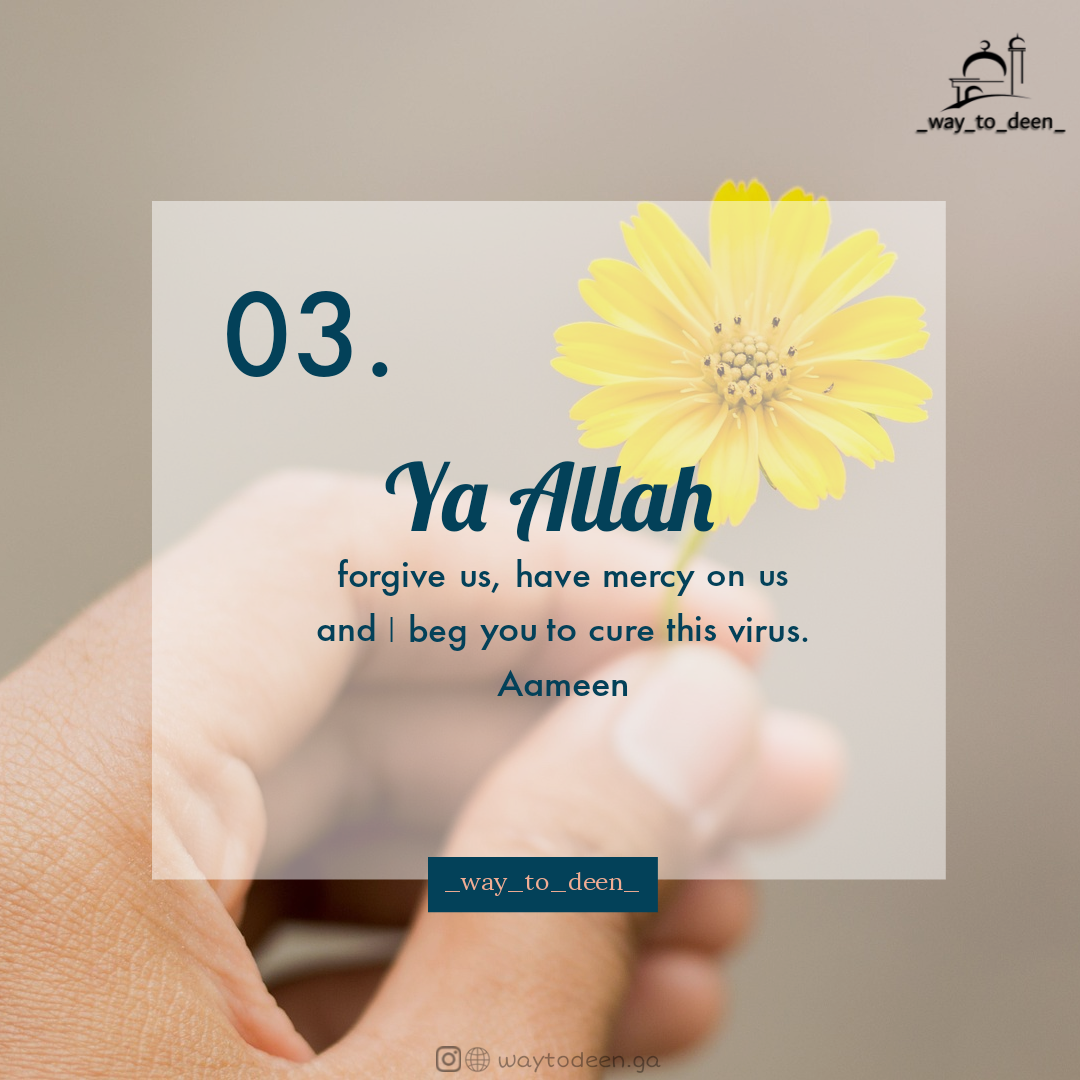 _way_to_deen_
03.
Ya Allah
forgive us, have mercy on us
and I beg you to cure this virus.
Aameen
_way_to_deen_
waytodeen.ga